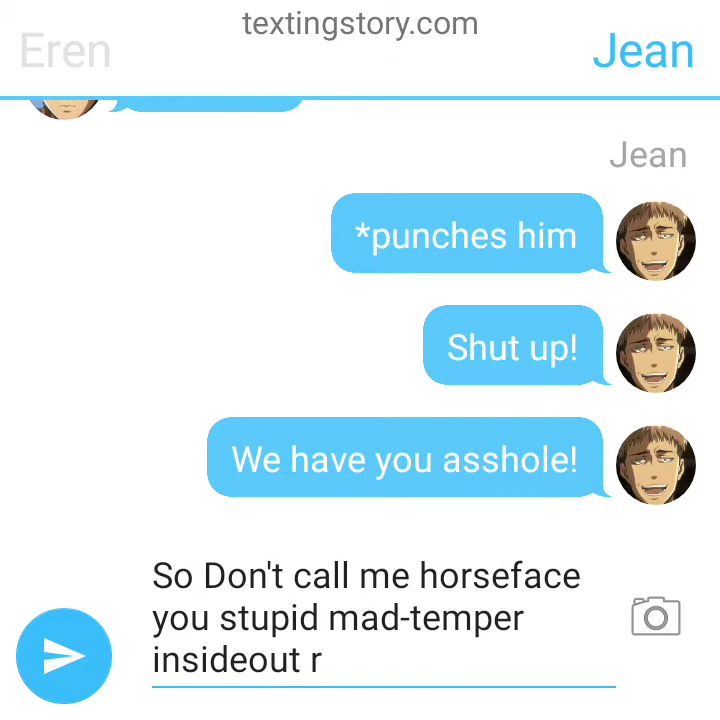 textingstory.com
Eren
Jean
Jean
*punches him
Shut up!
We have you asshole!
So Don't call me horseface
you stupid mad-temper
insideout r